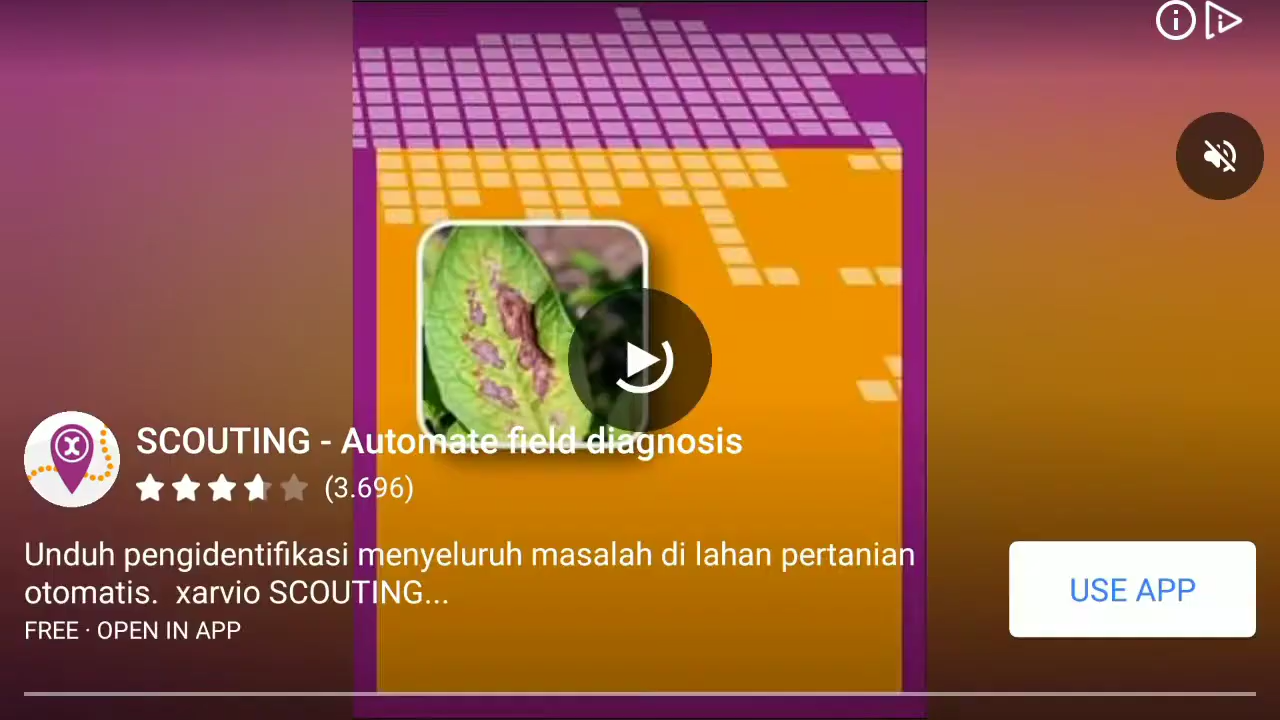 SCOUTING - Automate field diagnosis
(3.696)
Unduh pengidentifikasi menyeluruh masalah di lahan pertanian
otomatis.  xarvio SCOUTING...
FREE · OPEN IN APP
USE APP